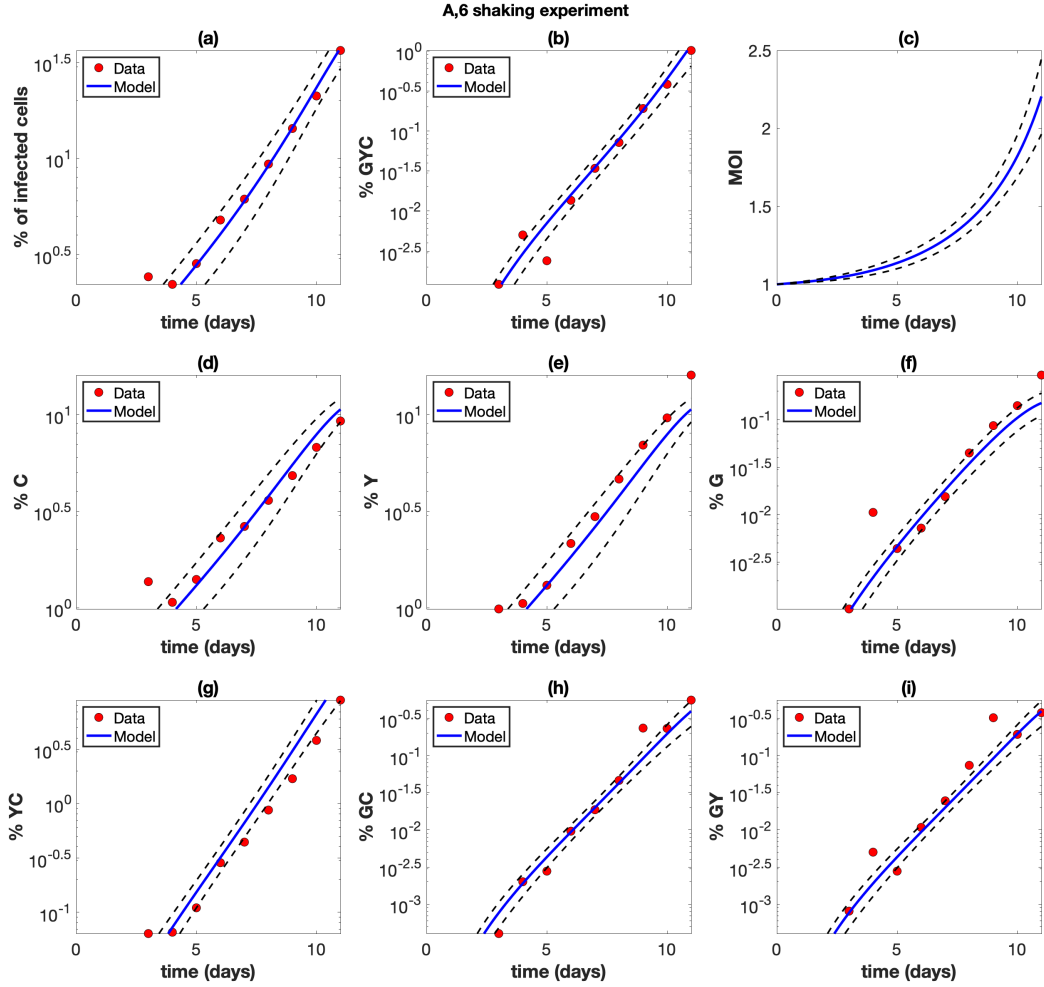 A,6 shaking experiment
(a)
% of infected cells
10^1.5
10^1
10^0.5
Data
Model
0 5 10
time (days)
(b)
% GYC
10^0
10^-0.5
10^-1
10^-1.5
10^-2
10^-2.5
Data
Model
0 5 10
time (days)
(c)
MOI
2.5
2
1.5
1
0 5 10
time (days)
(d)
% C
10^1
10^0.5
10^0
Data
Model
0 5 10
time (days)
(e)
% Y
10^1
10^0.5
10^0
Data
Model
0 5 10
time (days)
(f)
% G
10^-1
10^-1.5
10^-2
10^-2.5
Data
Model
0 5 10
time (days)
(g)
% YC
10^0.5
10^0
10^-0.5
10^-1
Data
Model
0 5 10
time (days)
(h)
% GC
10^-0.5
10^-1
10^-1.5
10^-2
10^-2.5
10^-3
Data
Model
0 5 10
time (days)
(i)
% GY
10^-0.5
10^-1
10^-1.5
10^-2
10^-2.5
10^-3
Data
Model
0 5 10
time (days)